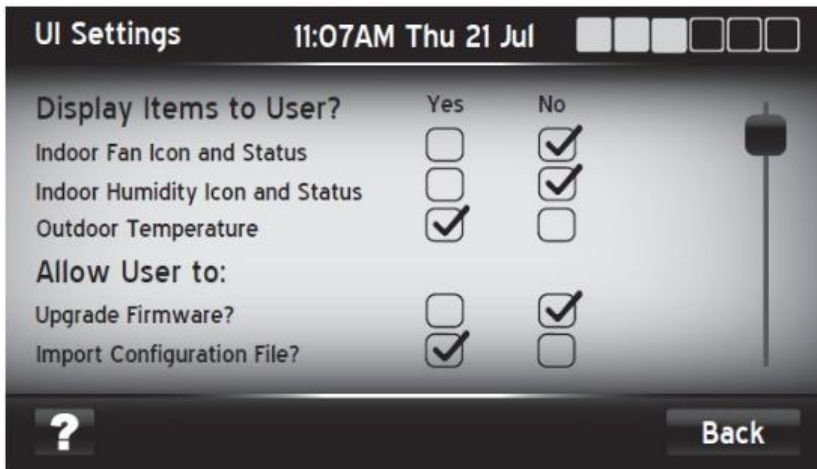 UI Settings 11:07AM Thu 21 Jul
Display Items to User? Yes No
Indoor Fan Icon and Status
Indoor Humidity Icon and Status
Outdoor Temperature
Allow User to:
Upgrade Firmware?
Import Configuration File?
? Back